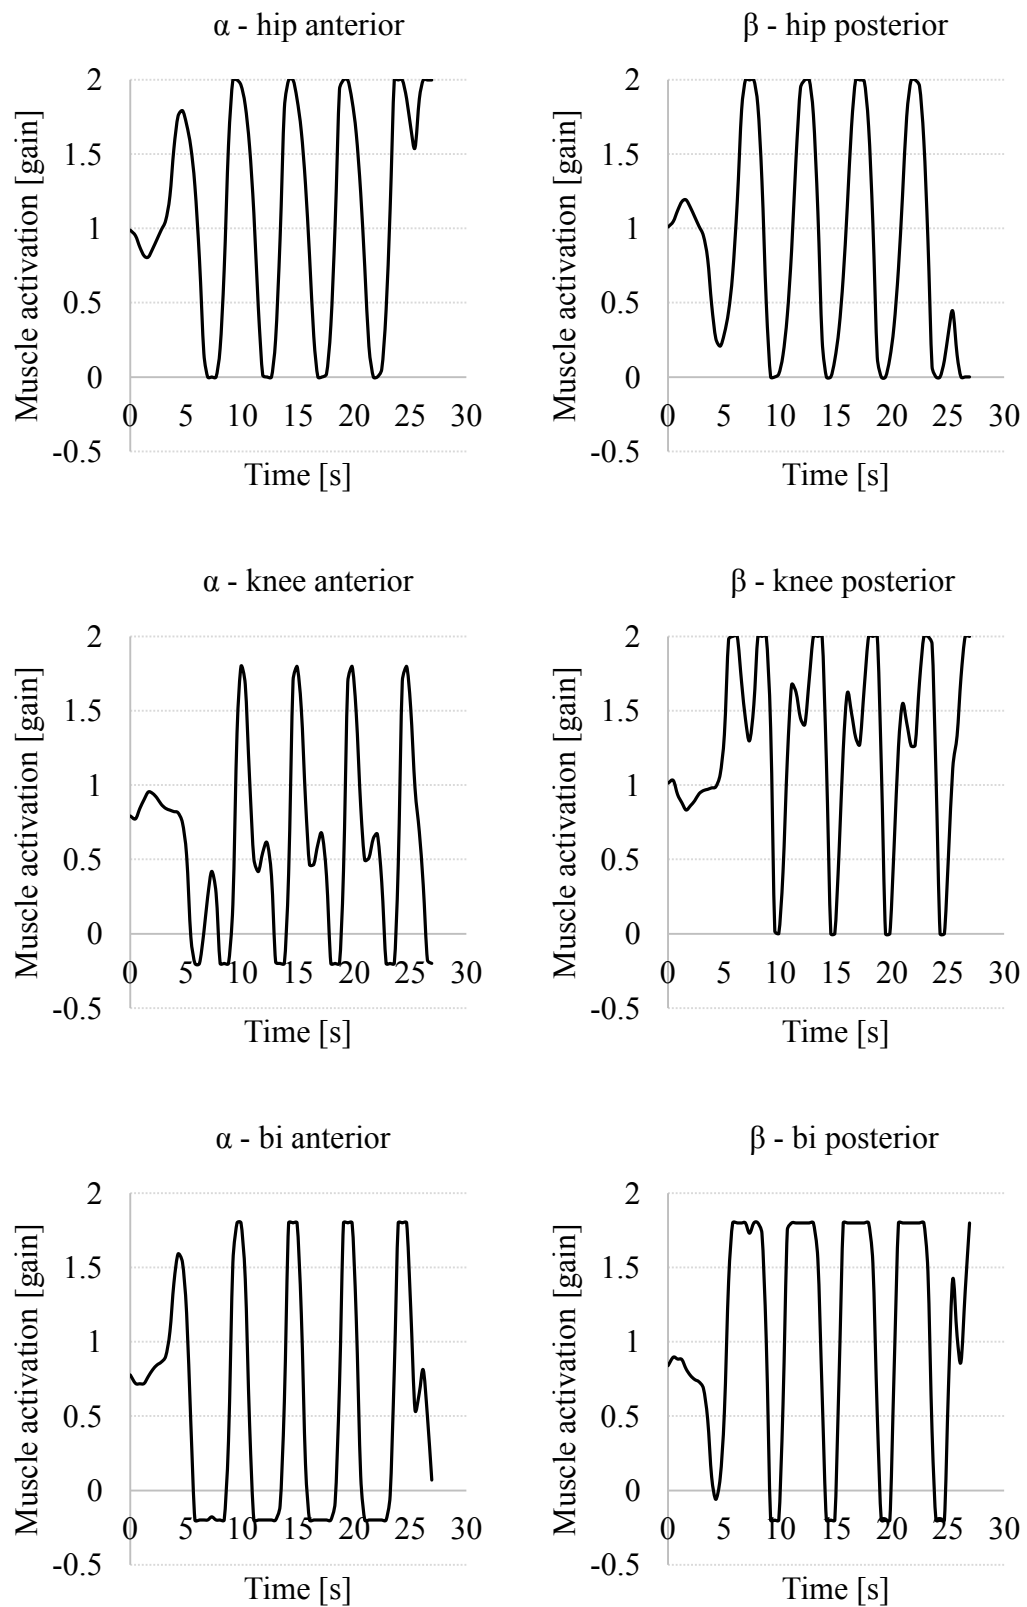 α - hip anterior
Muscle activation [gain]
2
1.5
1
0.5
0
-0.5
0 5 10 15 20 25 30
Time [s]
β - hip posterior
Muscle activation [gain]
2
1.5
1
0.5
0
-0.5
0 5 10 15 20 25 30
Time [s]
α - knee anterior
Muscle activation [gain]
2
1.5
1
0.5
0
-0.5
0 5 10 15 20 25 30
Time [s]
β - knee posterior
Muscle activation [gain]
2
1.5
1
0.5
0
-0.5
0 5 10 15 20 25 30
Time [s]
α - bi anterior
Muscle activation [gain]
2
1.5
1
0.5
0
-0.5
0 5 10 15 20 25 30
Time [s]
β - bi posterior
Muscle activation [gain]
2
1.5
1
0.5
0
-0.5
0 5 10 15 20 25 30
Time [s]